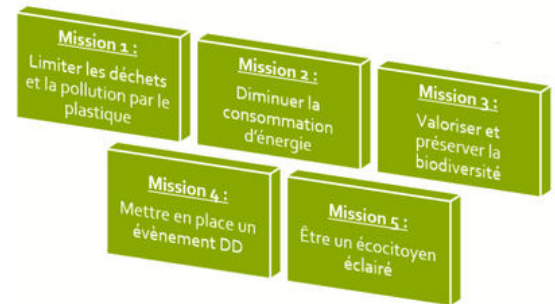 Mission 1 :
Limiter les déchets
et la pollution par le
plastique
Mission 2 :
Diminuer la
consommation
d'énergie
Mission 3 :
Valoriser et
préserver la
biodiversité
Mission 4 :
Mettre en place un
évènement DD
Mission 5 :
Être un écocitoyen
éclairé